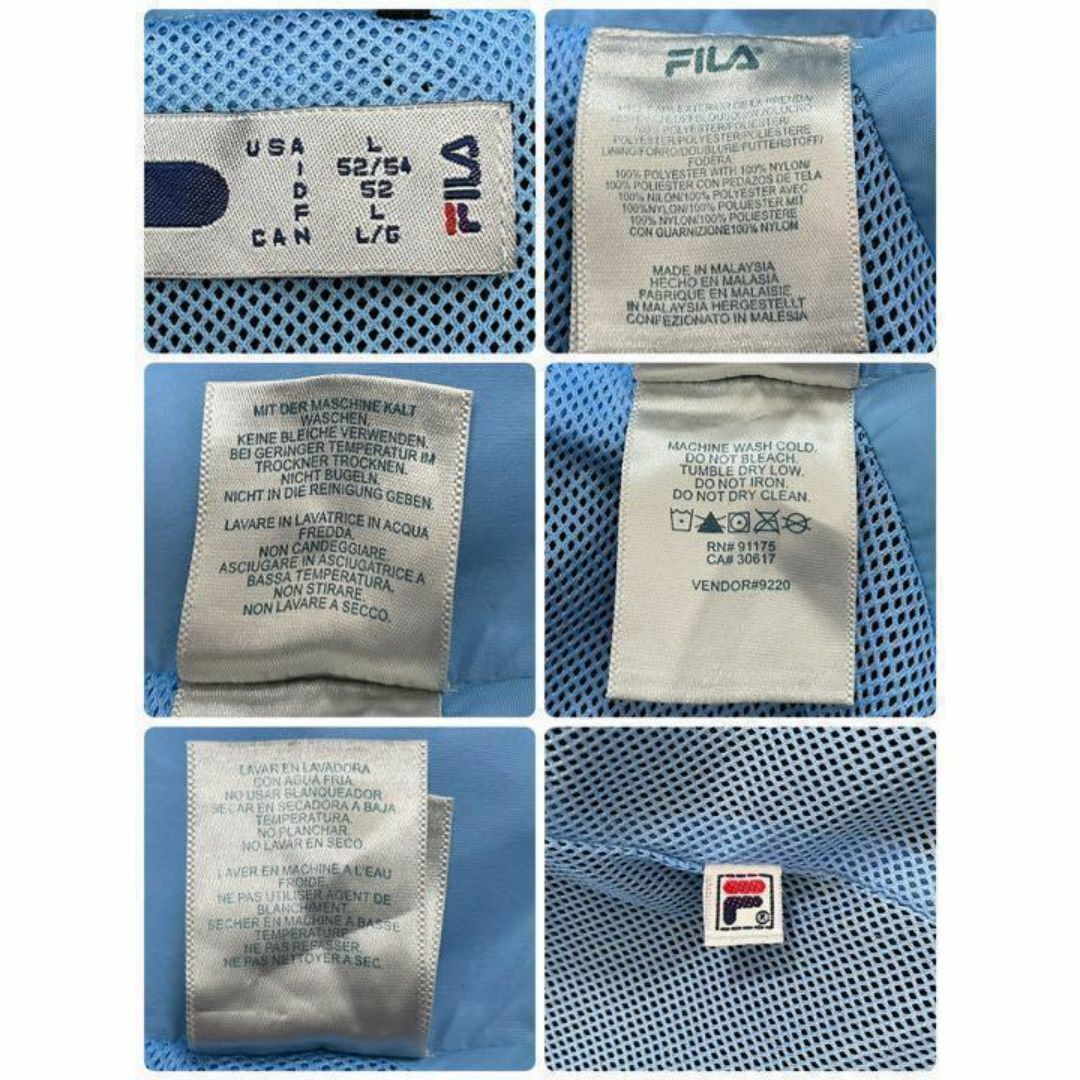 USA L
I 52/54
D 52
F L
CAN L/G
FILA
FILA
POLYESTER/POLYESTER/POLIESTERE
LINING/FORRO/DOUBLURE/FUTTERSTOFF/
FODERA
100% POLYESTER WITH 100% NYLON/
100% POLIESTER CON PEDAZOS DE TELA
100% NILON/100% POLYESTER AVEC
100%NYLON/100% POLIESTER MIT
100% NYLON/100% POLIESTERE
CON GUARNIZIONE100% NYLON
MADE IN MALAYSIA
HECHO EN MALASIA
FABRIQUE EN MALAISIE
IN MALAYSIA HERGESTELLT
CONFEZIONATO IN MALESIA
MIT DER MASCHINE KALT
WASCHEN.
KEINE BLEICHE VERWENDEN.
BEI GERINGER TEMPERATUR IM
TROCKNER TROCKNEN.
NICHT BUGELN.
NICHT IN DIE REINIGUNG GEBEN.
LAVARE IN LAVATRICE IN ACQUA
FREDDA.
NON CANDEGGIARE.
ASCIUGARE IN ASCIUGATRICE A
BASSA TEMPERATURA.
NON STIRARE.
NON LAVARE A SECCO.
MACHINE WASH COLD.
DO NOT BLEACH.
TUMBLE DRY LOW.
DO NOT IRON.
DO NOT DRY CLEAN.
RN# 91175
CA# 30617
VENDOR#9220
LAVAR EN LAVADORA
CON AGUA FRIA.
NO USAR BLANQUEADOR
SECAR EN SECADORA A BAJA
TEMPERATURA.
NO PLANCHAR.
NO LAVAR EN SECO.
LAVER EN MACHINE A L'EAU
FROIDE.
NE PAS UTILISER AGENT DE
BLANCHIMENT.
SECHER EN MACHINE A BASSE
TEMPERATURE.
NE PAS REPASSER.
NE PAS NETTOYER A SEC.
F®